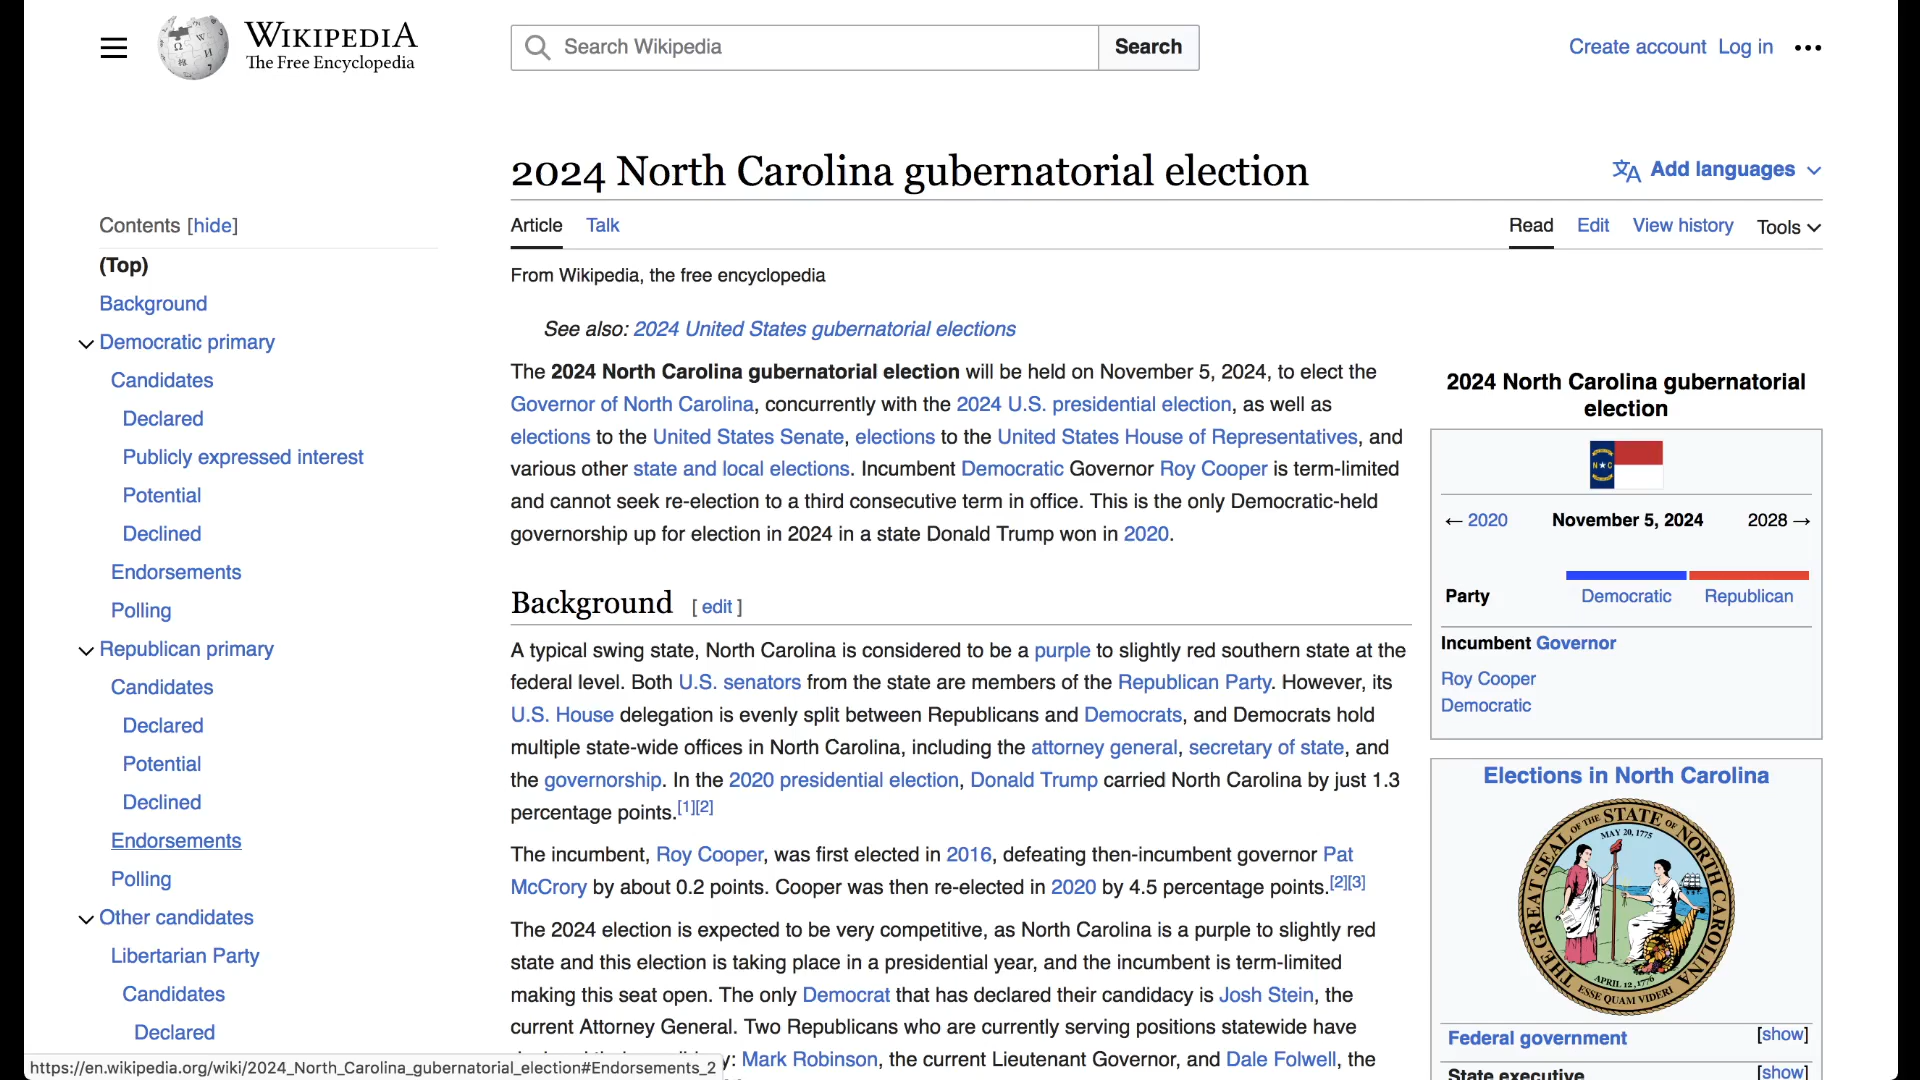 WIKIPEDIA
The Free Encyclopedia
Search Wikipedia
Search
Create account Log in
2024 North Carolina gubernatorial election
Add languages
Contents [hide]
Article Talk
Read Edit View history Tools
(Top)
Background
Democratic primary
Candidates
Declared
Publicly expressed interest
Potential
Declined
Endorsements
Polling
Republican primary
Candidates
Declared
Potential
Declined
Endorsements
Polling
Other candidates
Libertarian Party
Candidates
Declared
From Wikipedia, the free encyclopedia
See also: 2024 United States gubernatorial elections
The 2024 North Carolina gubernatorial election will be held on November 5, 2024, to elect the
Governor of North Carolina, concurrently with the 2024 U.S. presidential election, as well as
elections to the United States Senate, elections to the United States House of Representatives, and
various other state and local elections. Incumbent Democratic Governor Roy Cooper is term-limited
and cannot seek re-election to a third consecutive term in office. This is the only Democratic-held
governorship up for election in 2024 in a state Donald Trump won in 2020.
Background [ edit ]
A typical swing state, North Carolina is considered to be a purple to slightly red southern state at the
federal level. Both U.S. senators from the state are members of the Republican Party. However, its
U.S. House delegation is evenly split between Republicans and Democrats, and Democrats hold
multiple state-wide offices in North Carolina, including the attorney general, secretary of state, and
the governorship. In the 2020 presidential election, Donald Trump carried North Carolina by just 1.3
percentage points.[1][2]
The incumbent, Roy Cooper, was first elected in 2016, defeating then-incumbent governor Pat
McCrory by about 0.2 points. Cooper was then re-elected in 2020 by 4.5 percentage points.[2][3]
The 2024 election is expected to be very competitive, as North Carolina is a purple to slightly red
state and this election is taking place in a presidential year, and the incumbent is term-limited
making this seat open. The only Democrat that has declared their candidacy is Josh Stein, the
current Attorney General. Two Republicans who are currently serving positions statewide have
y: Mark Robinson, the current Lieutenant Governor, and Dale Folwell, the
2024 North Carolina gubernatorial
election
N C
← 2020 November 5, 2024 2028 →
Party Democratic Republican
Incumbent Governor
Roy Cooper
Democratic
Elections in North Carolina
THE GREAT SEAL OF THE STATE OF NORTH CAROLINA
MAY 20, 1775
APRIL 12, 1776
ESSE QUAM VIDERI
Federal government [show]
State executive [show]
https://en.wikipedia.org/wiki/2024_North_Carolina_gubernatorial_election#Endorsements_2